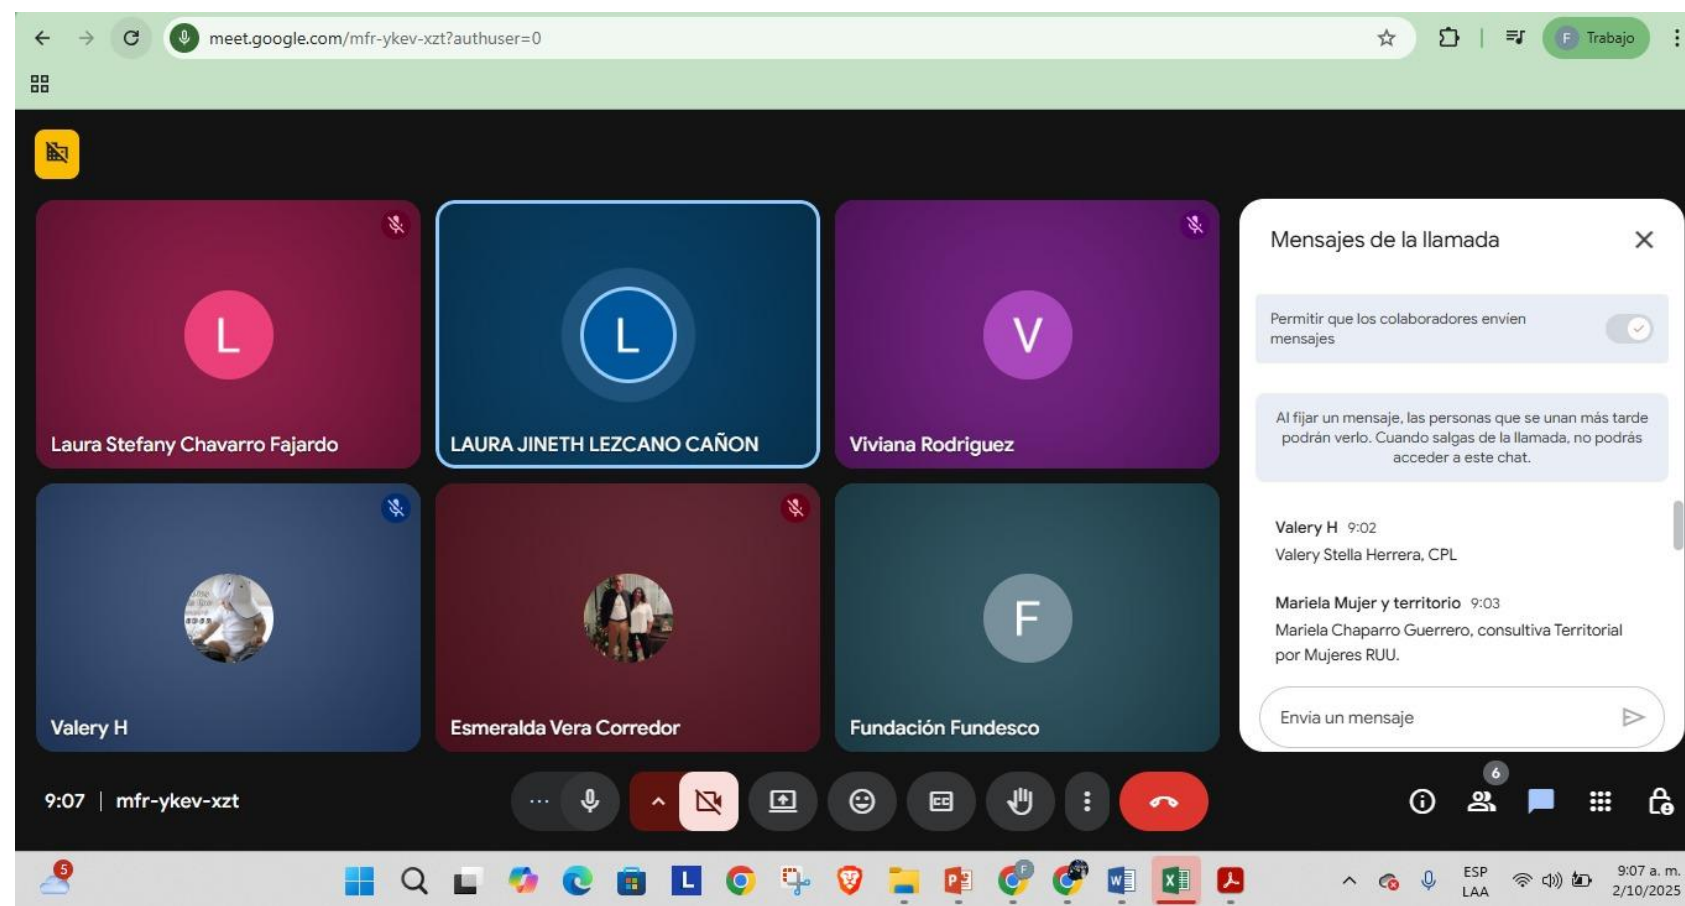 meet.google.com/mfr-ykev-xzt?authuser=0
F
Trabajo
L
Laura Stefany Chavarro Fajardo
L
LAURA JINETH LEZCANO CAÑON
V
Viviana Rodriguez
Valery H
Esmeralda Vera Corredor
F
Fundación Fundesco
Mensajes de la llamada
Permitir que los colaboradores envíen
mensajes
Al fijar un mensaje, las personas que se unan más tarde
podrán verlo. Cuando salgas de la llamada, no podrás
acceder a este chat.
Valery H 9:02
Valery Stella Herrera, CPL
Mariela Mujer y territorio 9:03
Mariela Chaparro Guerrero, consultiva Territorial
por Mujeres RUU.
Envía un mensaje
9:07 | mfr-ykev-xzt
CC
6
5
L
F
ESP
LAA
9:07 a. m.
2/10/2025